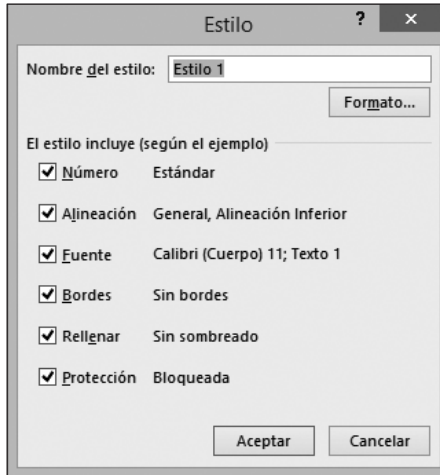 Estilo
? ×
Nombre del estilo: Estilo 1
Formato...
El estilo incluye (según el ejemplo)
Número Estándar
Alineación General, Alineación Inferior
Fuente Calibri (Cuerpo) 11; Texto 1
Bordes Sin bordes
Rellenar Sin sombreado
Protección Bloqueada
Aceptar Cancelar